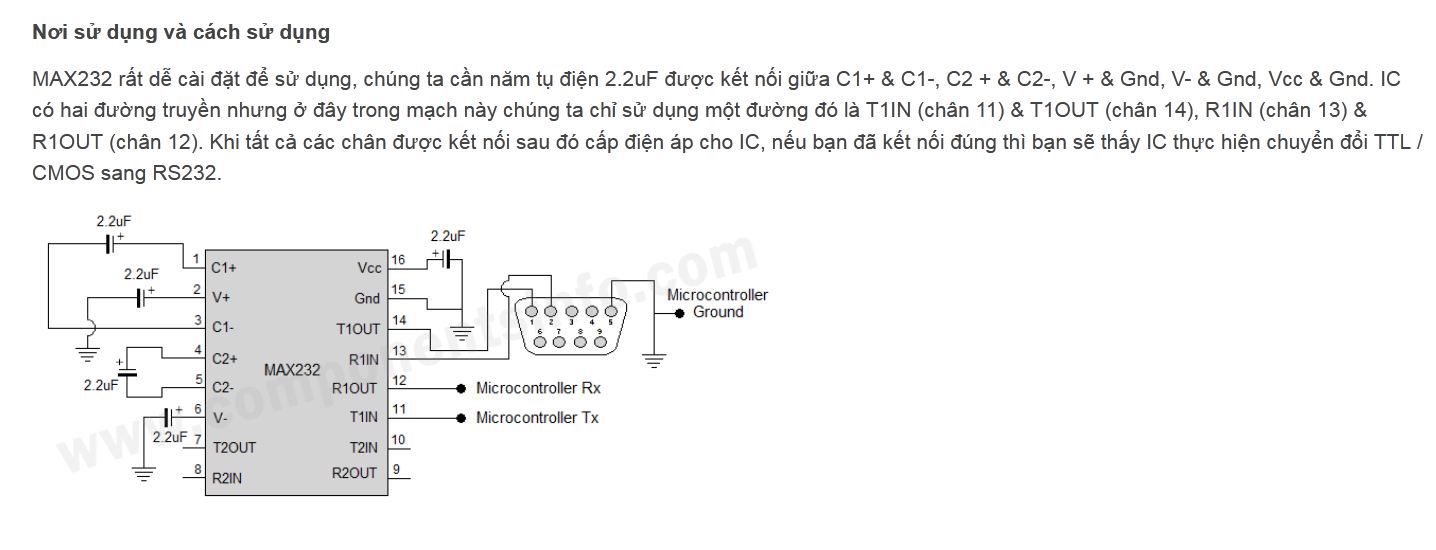 Nơi sử dụng và cách sử dụng
MAX232 rất dễ cài đặt để sử dụng, chúng ta cần năm tụ điện 2.2uF được kết nối giữa C1+ & C1-, C2 + & C2-, V + & Gnd, V- & Gnd, Vcc & Gnd. IC
có hai đường truyền nhưng ở đây trong mạch này chúng ta chỉ sử dụng một đường đó là T1IN (chân 11) & T1OUT (chân 14), R1IN (chân 13) &
R1OUT (chân 12). Khi tất cả các chân được kết nối sau đó cấp điện áp cho IC, nếu bạn đã kết nối đúng thì bạn sẽ thấy IC thực hiện chuyển đổi TTL /
CMOS sang RS232.
2.2uF
+
2.2uF
+
1 C1+
Vcc 16
2.2uF
+
2 V+
Gnd 15
3 C1-
T1OUT 14
4 C2+
R1IN 13
+
2.2uF
5 C2-
R1OUT 12
Microcontroller Rx
6 V-
T1IN 11
Microcontroller Tx
+
2.2uF
7 T2OUT
T2IN 10
8 R2IN
R2OUT 9
MAX232
1 2 3 4 5
6 7 8 9
Microcontroller
Ground
www.componentsinfo.com